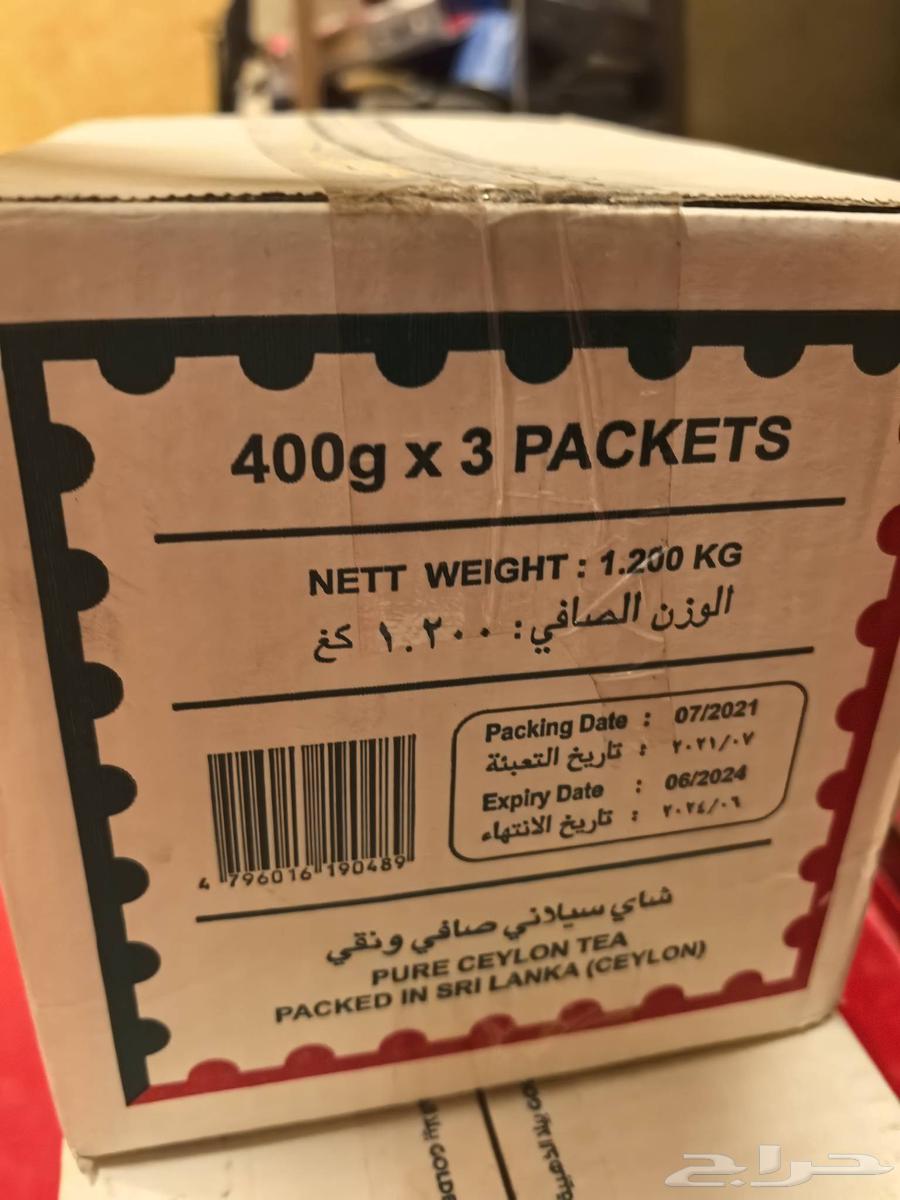 400g x 3 PACKETS
NETT WEIGHT : 1.200 KG
الوزن الصافي: ١.٢٠٠ كغ
Packing Date : 07/2021
تاريخ التعبئة : ٢٠٢١/٠٧
Expiry Date : 06/2024
تاريخ الانتهاء : ٢٠٢٤/٠٦
4 796016 190489
شاي سيلاني صافي ونقي
PURE CEYLON TEA
PACKED IN SRI LANKA (CEYLON)
حراج